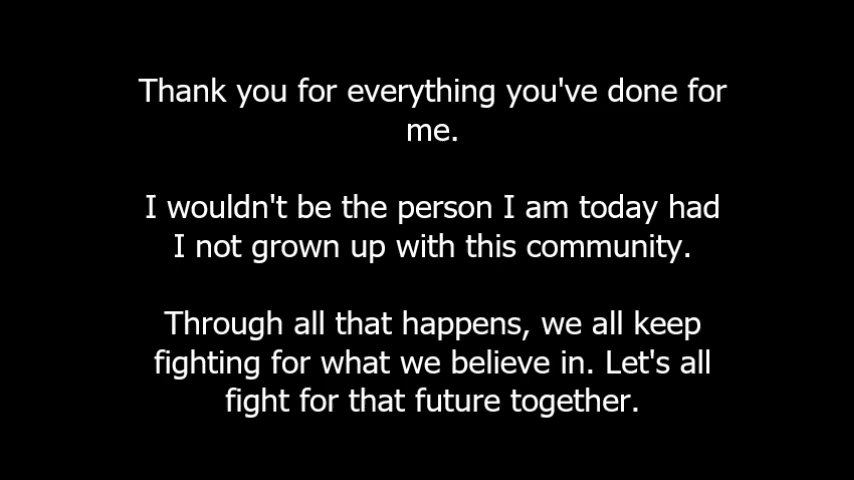 Thank you for everything you've done for
me.
I wouldn't be the person I am today had
I not grown up with this community.
Through all that happens, we all keep
fighting for what we believe in. Let's all
fight for that future together.